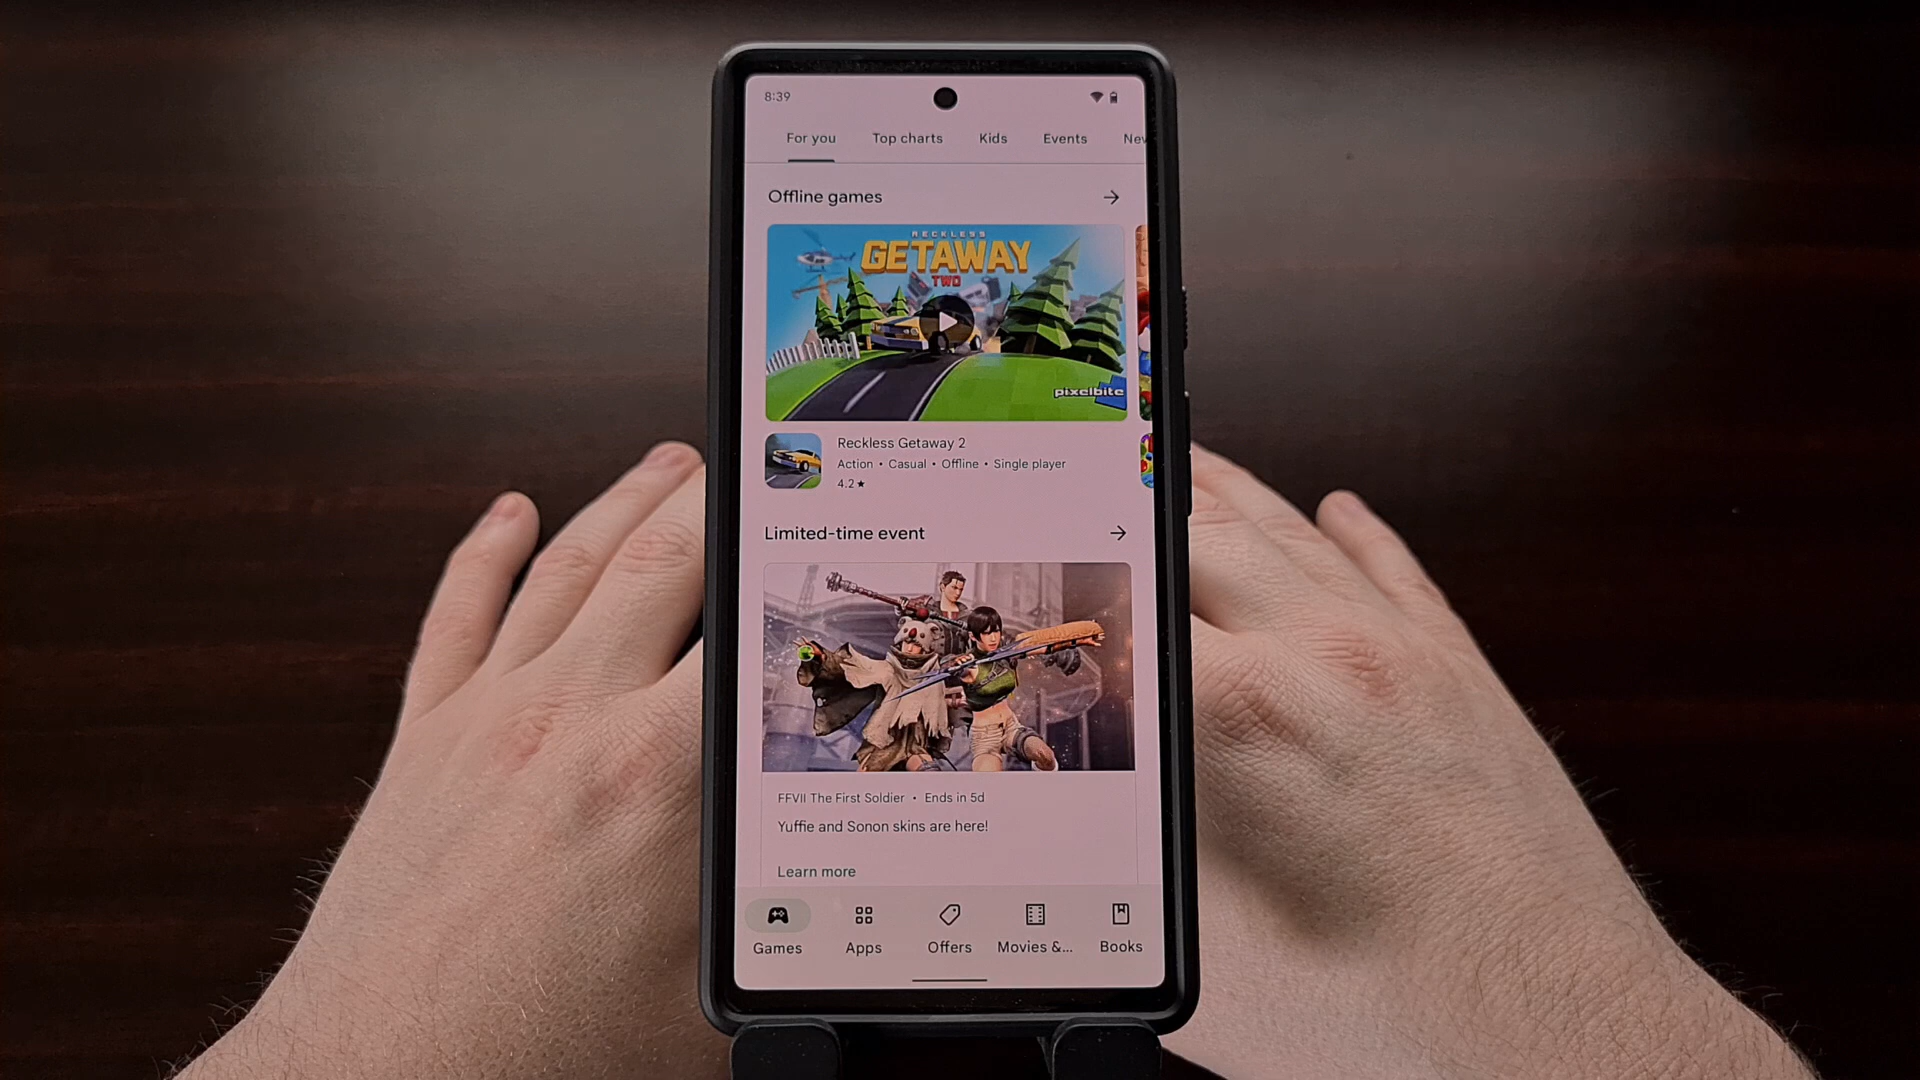 8:39
For you Top charts Kids Events Nev
Offline games
RECKLESS
GETAWAY
TWO
pixelbite
Reckless Getaway 2
Action • Casual • Offline • Single player
4.2★
Limited-time event
FFVII The First Soldier • Ends in 5d
Yuffie and Sonon skins are here!
Learn more
Games Apps Offers Movies &... Books